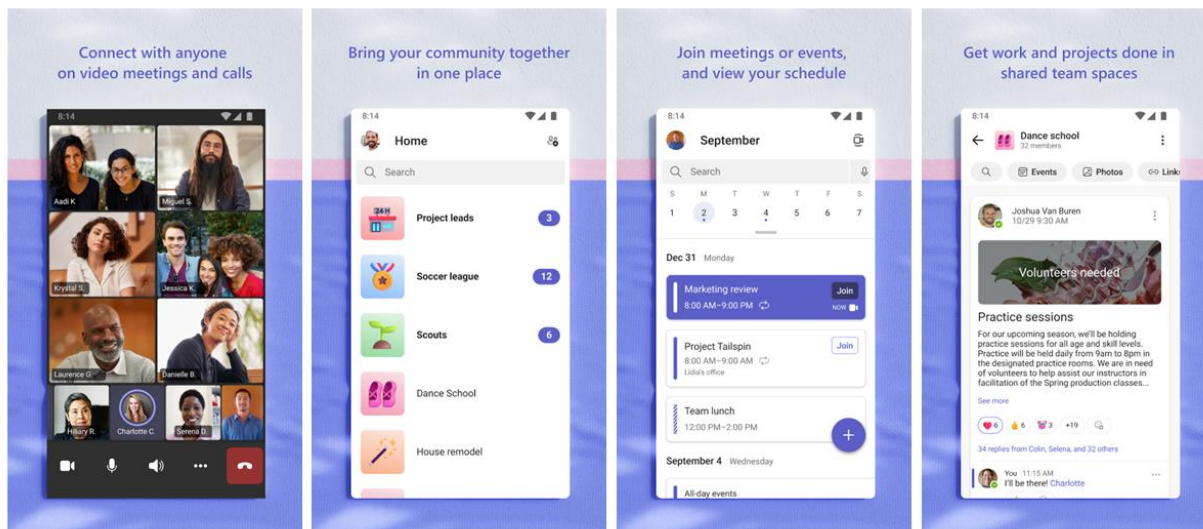 Connect with anyone
on video meetings and calls
8:14
Aadi K
Miguel S.
Krystal S.
Jessica K.
Laurence G.
Danielle B.
Hillary R.
Charlotte C.
Serena D.
Bring your community together
in one place
8:14
Home
Search
24H
Project leads
3
Soccer league
12
Scouts
6
Dance School
House remodel
Join meetings or events,
and view your schedule
8:14
September
Search
S M T W T F S
1 2 3 4 5 6 7
Dec 31 Monday
Marketing review
Join
8:00 AM–9:00 PM
NOW
Project Tailspin
Join
8:00 AM–9:00 AM
Lidia's office
Team lunch
12:00 PM–2:00 PM
+
September 4 Wednesday
All-day events
Get work and projects done in
shared team spaces
8:14
Dance school
32 members
Events
Photos
Links
Joshua Van Buren
10/29 9:30 AM
Volunteers needed
Practice sessions
For our upcoming season, we'll be holding
practice sessions for all age and skill levels.
Practice will be held daily from 9am to 8pm in
the designated practice rooms. We are in need
of volunteers to help assist our instructors in
facilitation of the Spring production classes...
See more
6 6 3 +19
34 replies from Colin, Selena, and 32 others
You 11:15 AM
I'll be there! Charlotte